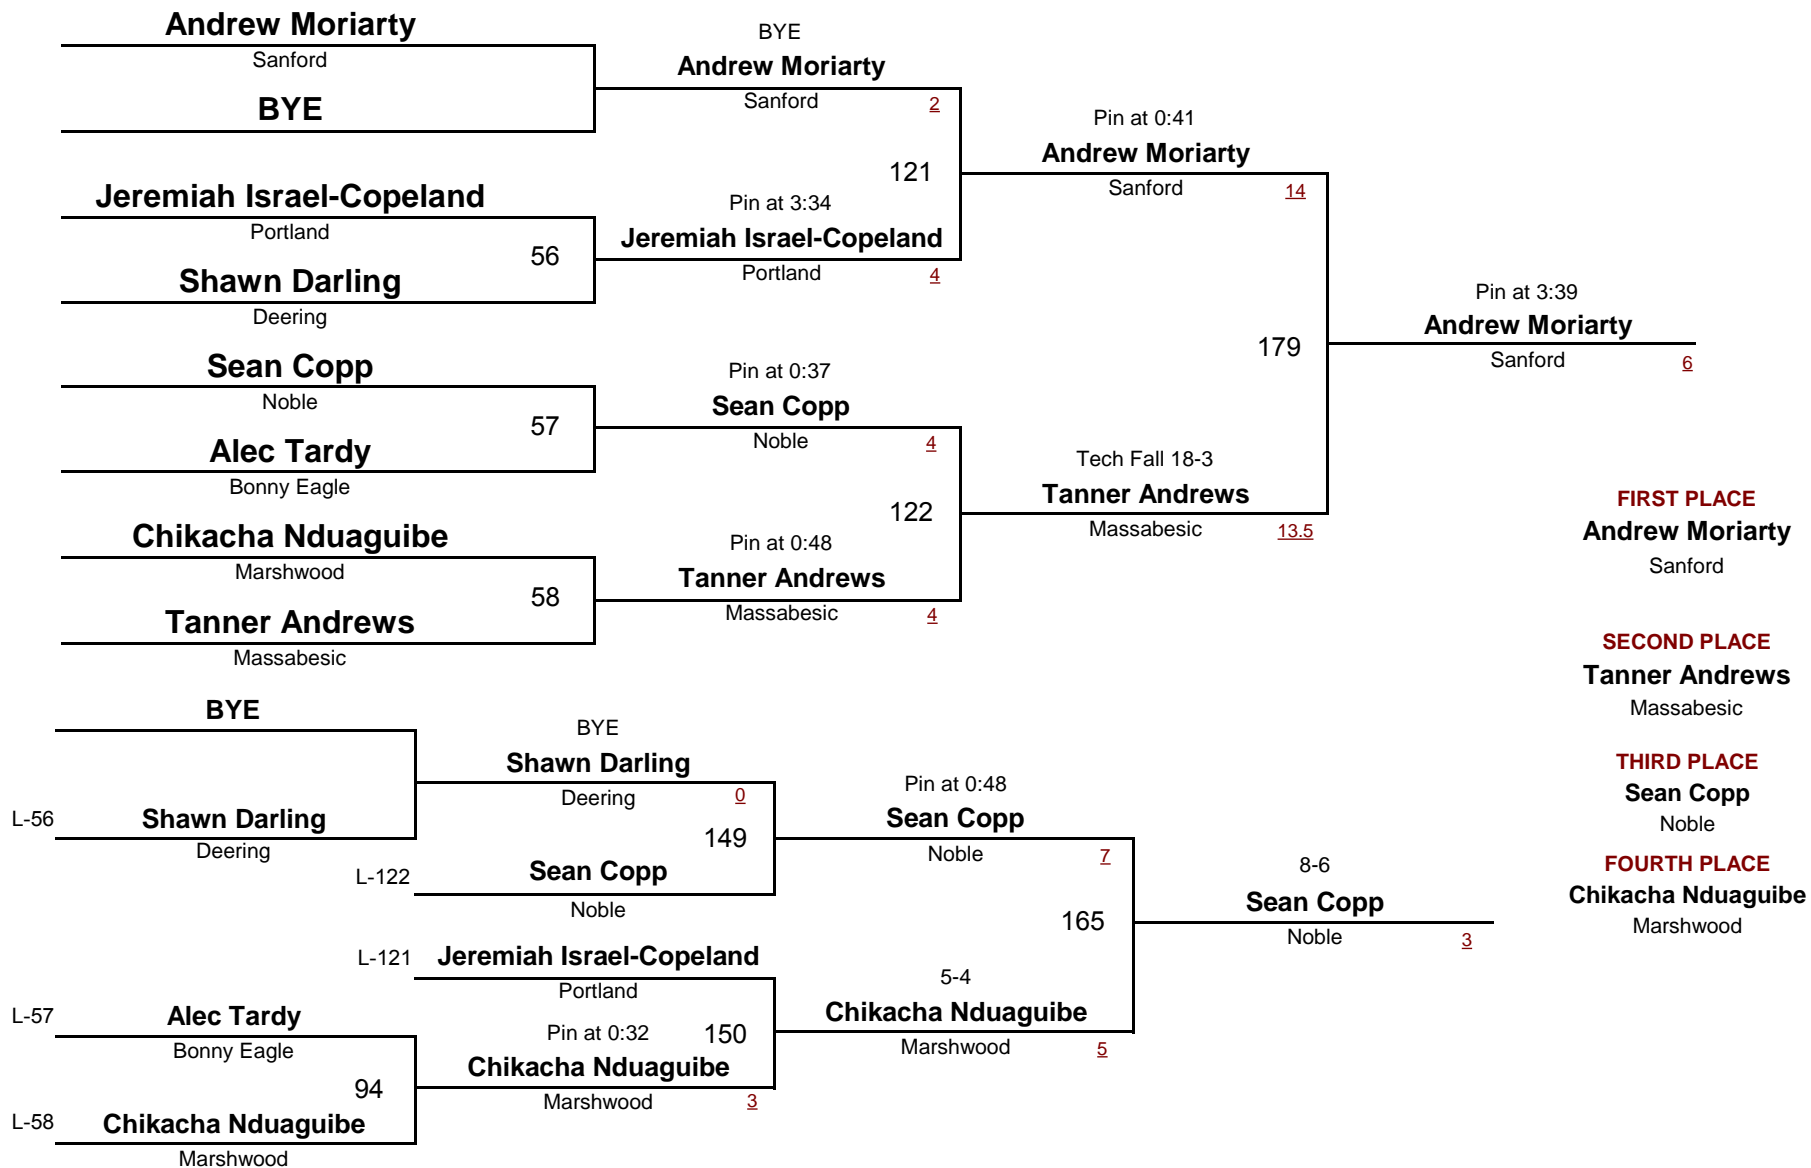 Andrew Moriarty
Sanford
BYE
Jeremiah Israel-Copeland
Portland
56
Shawn Darling
Deering
Sean Copp
Noble
57
Alec Tardy
Bonny Eagle
Chikacha Nduaguibe
Marshwood
58
Tanner Andrews
Massabesic
BYE
Andrew Moriarty
Sanford
2
121
Pin at 3:34
Jeremiah Israel-Copeland
Portland
4
Pin at 0:37
Sean Copp
Noble
4
122
Pin at 0:48
Tanner Andrews
Massabesic
4
Pin at 0:41
Andrew Moriarty
Sanford
14
179
Tech Fall 18-3
Tanner Andrews
Massabesic
13.5
Pin at 3:39
Andrew Moriarty
Sanford
6
FIRST PLACE
Andrew Moriarty
Sanford
SECOND PLACE
Tanner Andrews
Massabesic
THIRD PLACE
Sean Copp
Noble
FOURTH PLACE
Chikacha Nduaguibe
Marshwood
BYE
L-56
Shawn Darling
Deering
L-57
Alec Tardy
Bonny Eagle
94
L-58
Chikacha Nduaguibe
Marshwood
BYE
Shawn Darling
Deering
0
149
L-122
Sean Copp
Noble
L-121
Jeremiah Israel-Copeland
Portland
150
Pin at 0:32
Chikacha Nduaguibe
Marshwood
3
Pin at 0:48
Sean Copp
Noble
7
165
5-4
Chikacha Nduaguibe
Marshwood
5
8-6
Sean Copp
Noble
3